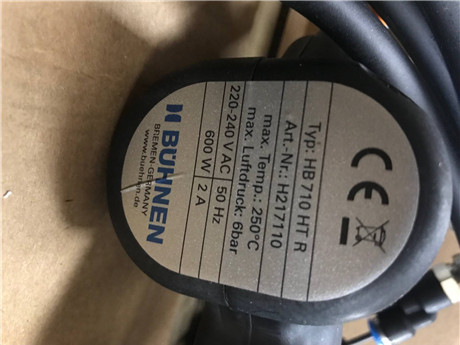 CE
Typ: HB 710 HT R
Art.-Nr.: H217110
max. Temp.: 250°C
max. Luftdruck: 6bar
220-240 V AC 50 Hz
600 W 2 A
BÜHNEN
BREMEN·GERMANY
www.buehnen.de